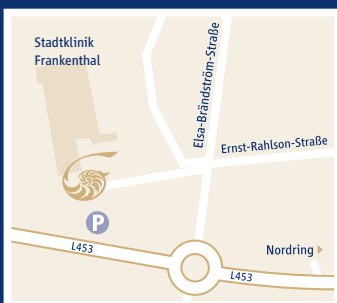 Stadtklinik
Frankenthal
Elsa-Brändström-Straße
Ernst-Rahlson-Straße
P
L453
Nordring
L453